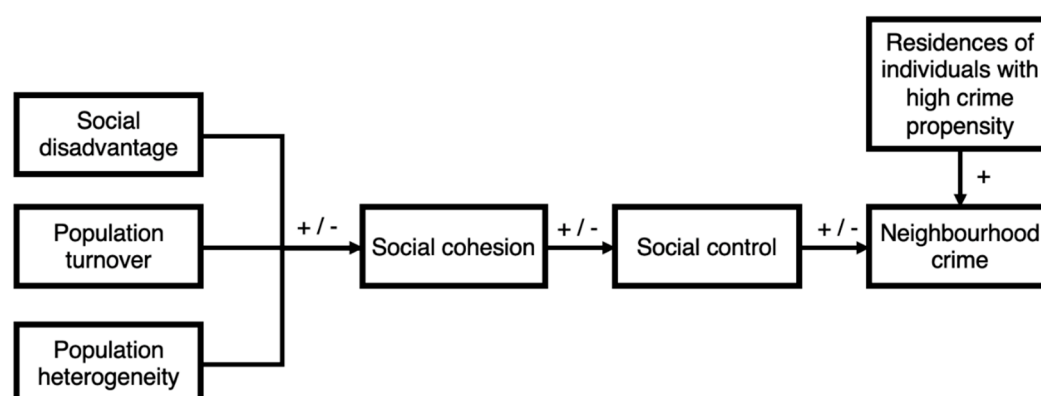 Residences of
individuals with
high crime
propensity
+
Social
disadvantage
Population
turnover
Population
heterogeneity
+ / -
Social cohesion
+ / -
Social control
+ / -
Neighbourhood
crime